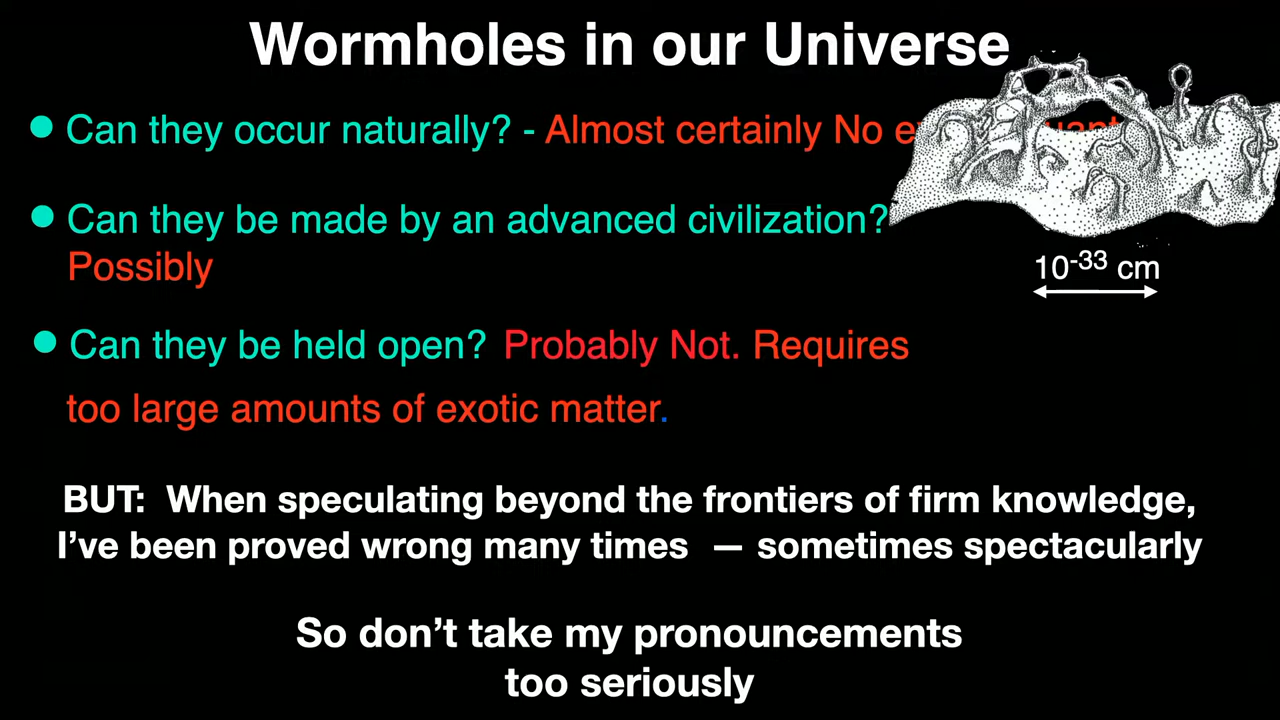 Wormholes in our Universe
● Can they occur naturally? - Almost certainly No
● Can they be made by an advanced civilization?
Possibly
10-33 cm
● Can they be held open? Probably Not. Requires
too large amounts of exotic matter.
BUT: When speculating beyond the frontiers of firm knowledge,
I've been proved wrong many times — sometimes spectacularly
So don't take my pronouncements
too seriously